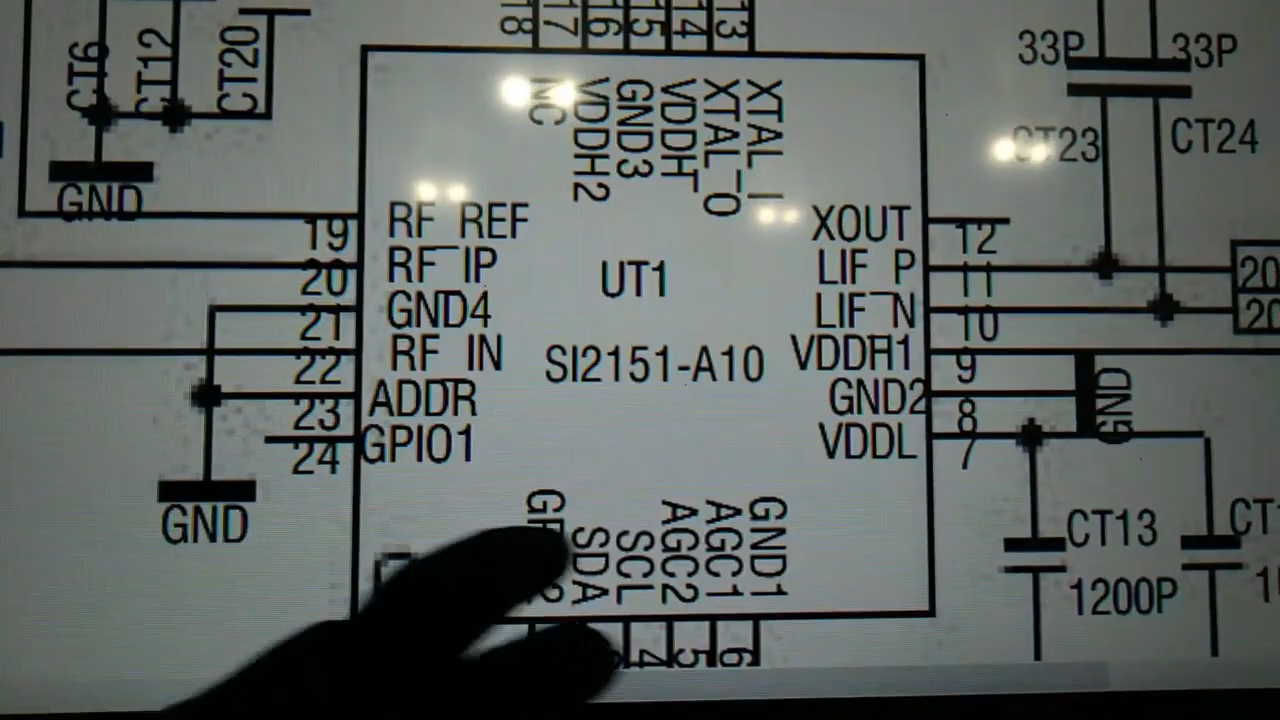 18 17 16 15 14 13
CT6 CT12 CT20
33P 33P
NC VDDH2 GND3 VDDH XTAL_O XTAL_I
CT23 CT24
GND
19 RF_REF XOUT 12
20 RF_IP UT1 LIF_P 11 20
21 GND4 LIF_N 10 20
22 RF_IN SI2151-A10 VDDH1 9
23 ADDR GND2 8 GND
24 GPIO1 VDDL 7
GND
SDA SCL AGC2 AGC1 GND1
CT13
1200P
4 5 6